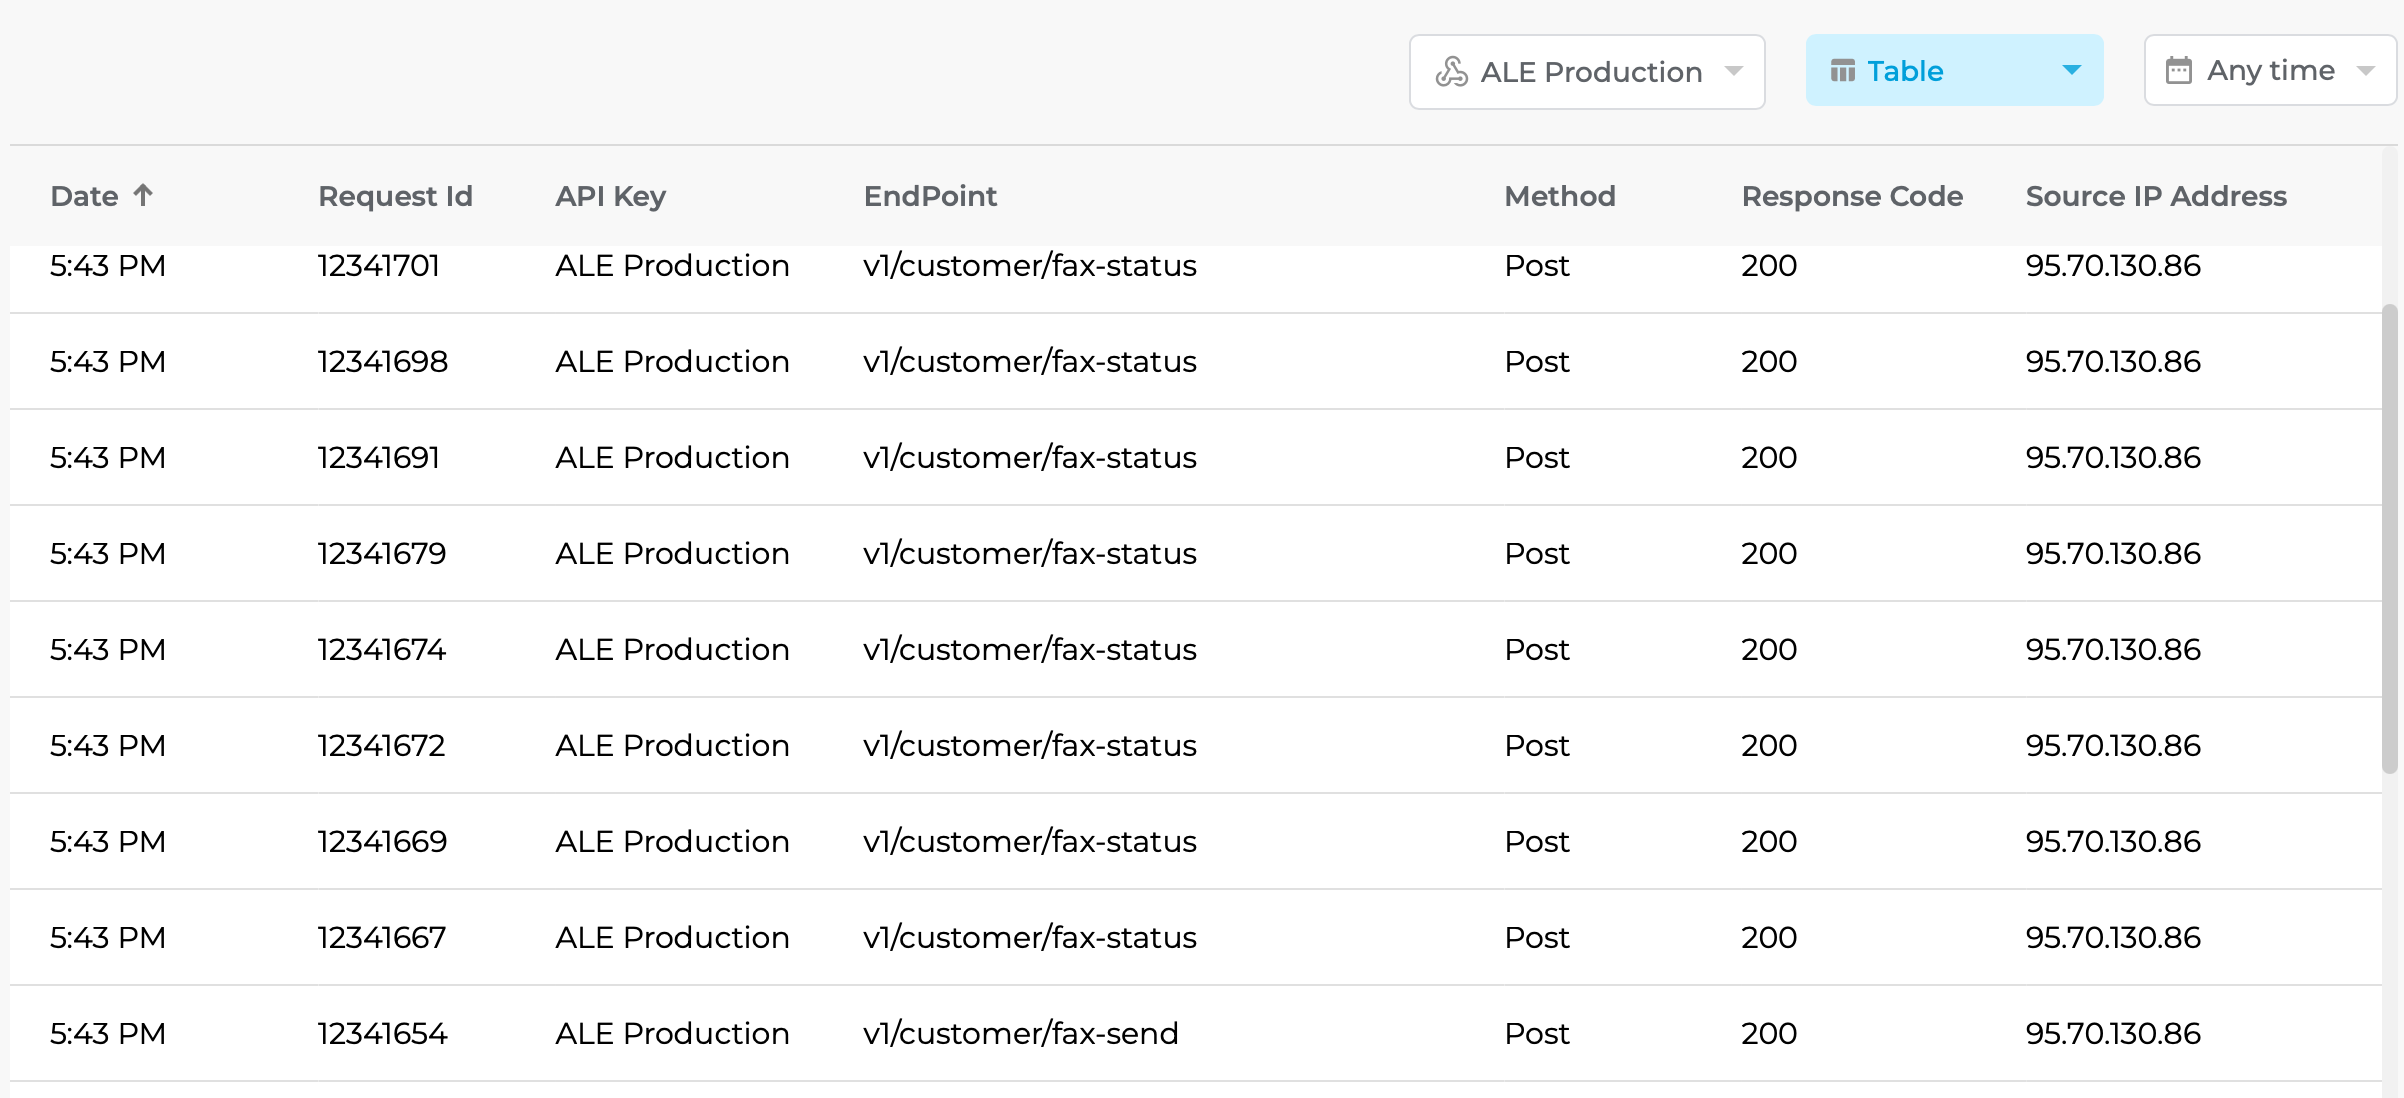 ALE Production Table Any time
Date Request Id API Key EndPoint Method Response Code Source IP Address
5:43 PM 12341701 ALE Production v1/customer/fax-status Post 200 95.70.130.86
5:43 PM 12341698 ALE Production v1/customer/fax-status Post 200 95.70.130.86
5:43 PM 12341691 ALE Production v1/customer/fax-status Post 200 95.70.130.86
5:43 PM 12341679 ALE Production v1/customer/fax-status Post 200 95.70.130.86
5:43 PM 12341674 ALE Production v1/customer/fax-status Post 200 95.70.130.86
5:43 PM 12341672 ALE Production v1/customer/fax-status Post 200 95.70.130.86
5:43 PM 12341669 ALE Production v1/customer/fax-status Post 200 95.70.130.86
5:43 PM 12341667 ALE Production v1/customer/fax-status Post 200 95.70.130.86
5:43 PM 12341654 ALE Production v1/customer/fax-send Post 200 95.70.130.86